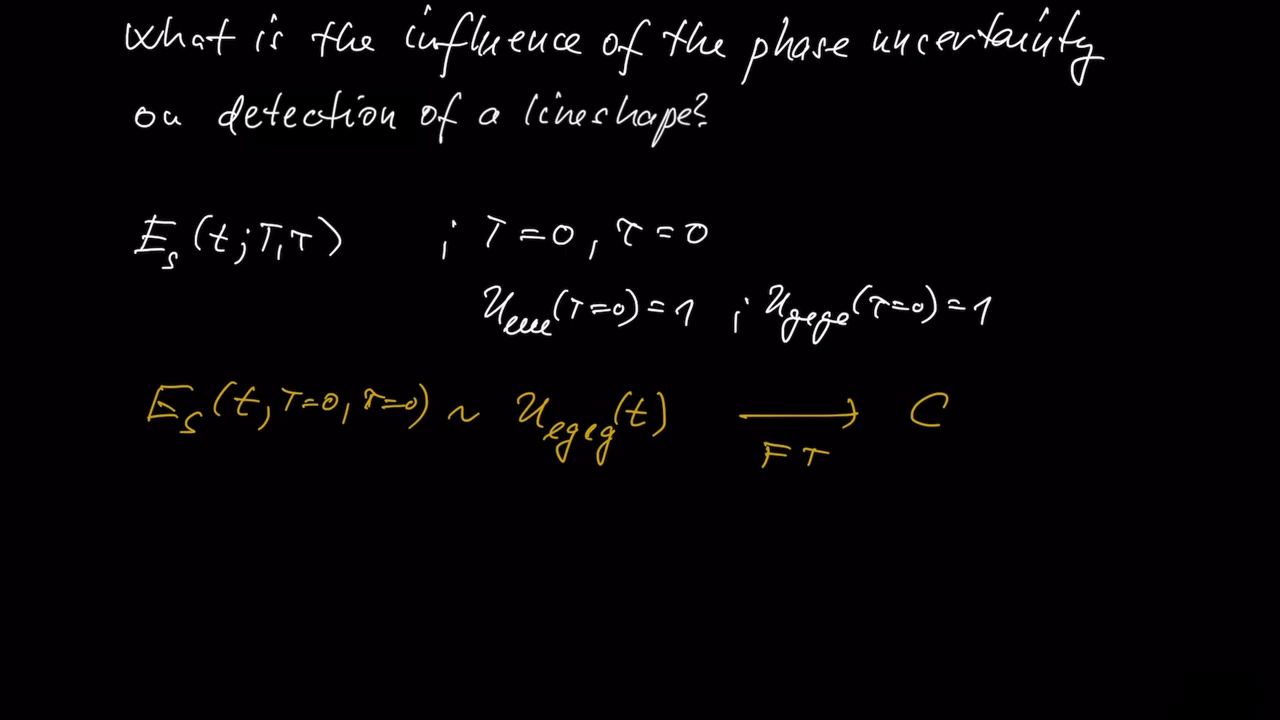 What is the influence of the phase uncertainty
on detection of a lineshape?
E_s (t; T, τ) ; T=0, τ=0
U_eeee(T=0) = 1 ; U_gege(τ=0) = 1
E_s (t, T=0, τ=0) ~ U_egeg(t) → C
FT